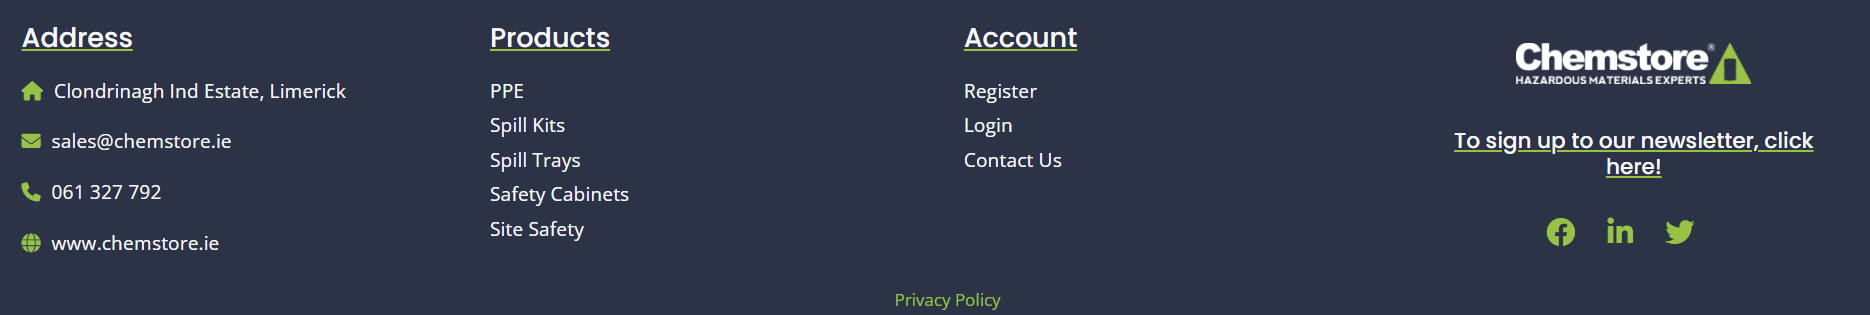 Address
Clondrinagh Ind Estate, Limerick
sales@chemstore.ie
061 327 792
www.chemstore.ie
Products
PPE
Spill Kits
Spill Trays
Safety Cabinets
Site Safety
Account
Register
Login
Contact Us
Chemstore®
HAZARDOUS MATERIALS EXPERTS
To sign up to our newsletter, click
here!
Privacy Policy